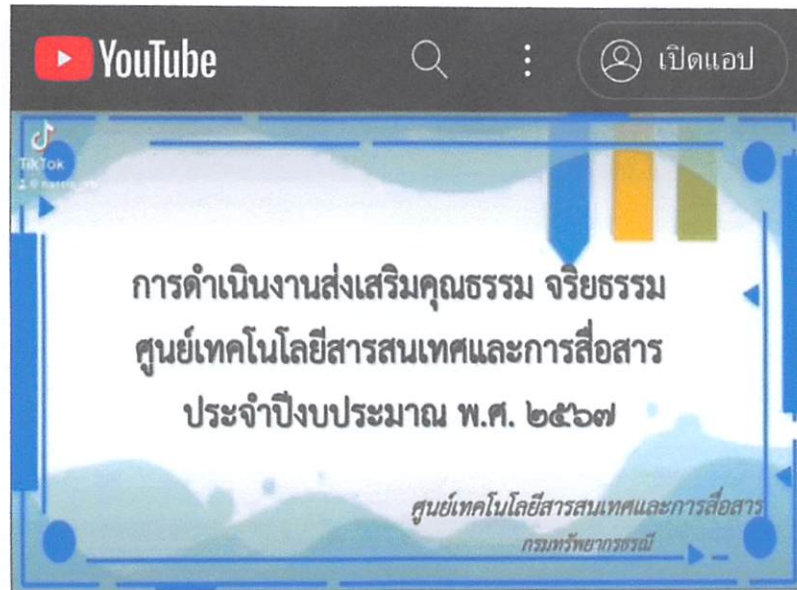 YouTube
เปิดแอป
TikTok
การดำเนินงานส่งเสริมคุณธรรม จริยธรรม
ศูนย์เทคโนโลยีสารสนเทศและการสื่อสาร
ประจำปีงบประมาณ พ.ศ. ๒๕๖๗
ศูนย์เทคโนโลยีสารสนเทศและการสื่อสาร
กรมทรัพยากรธรณี